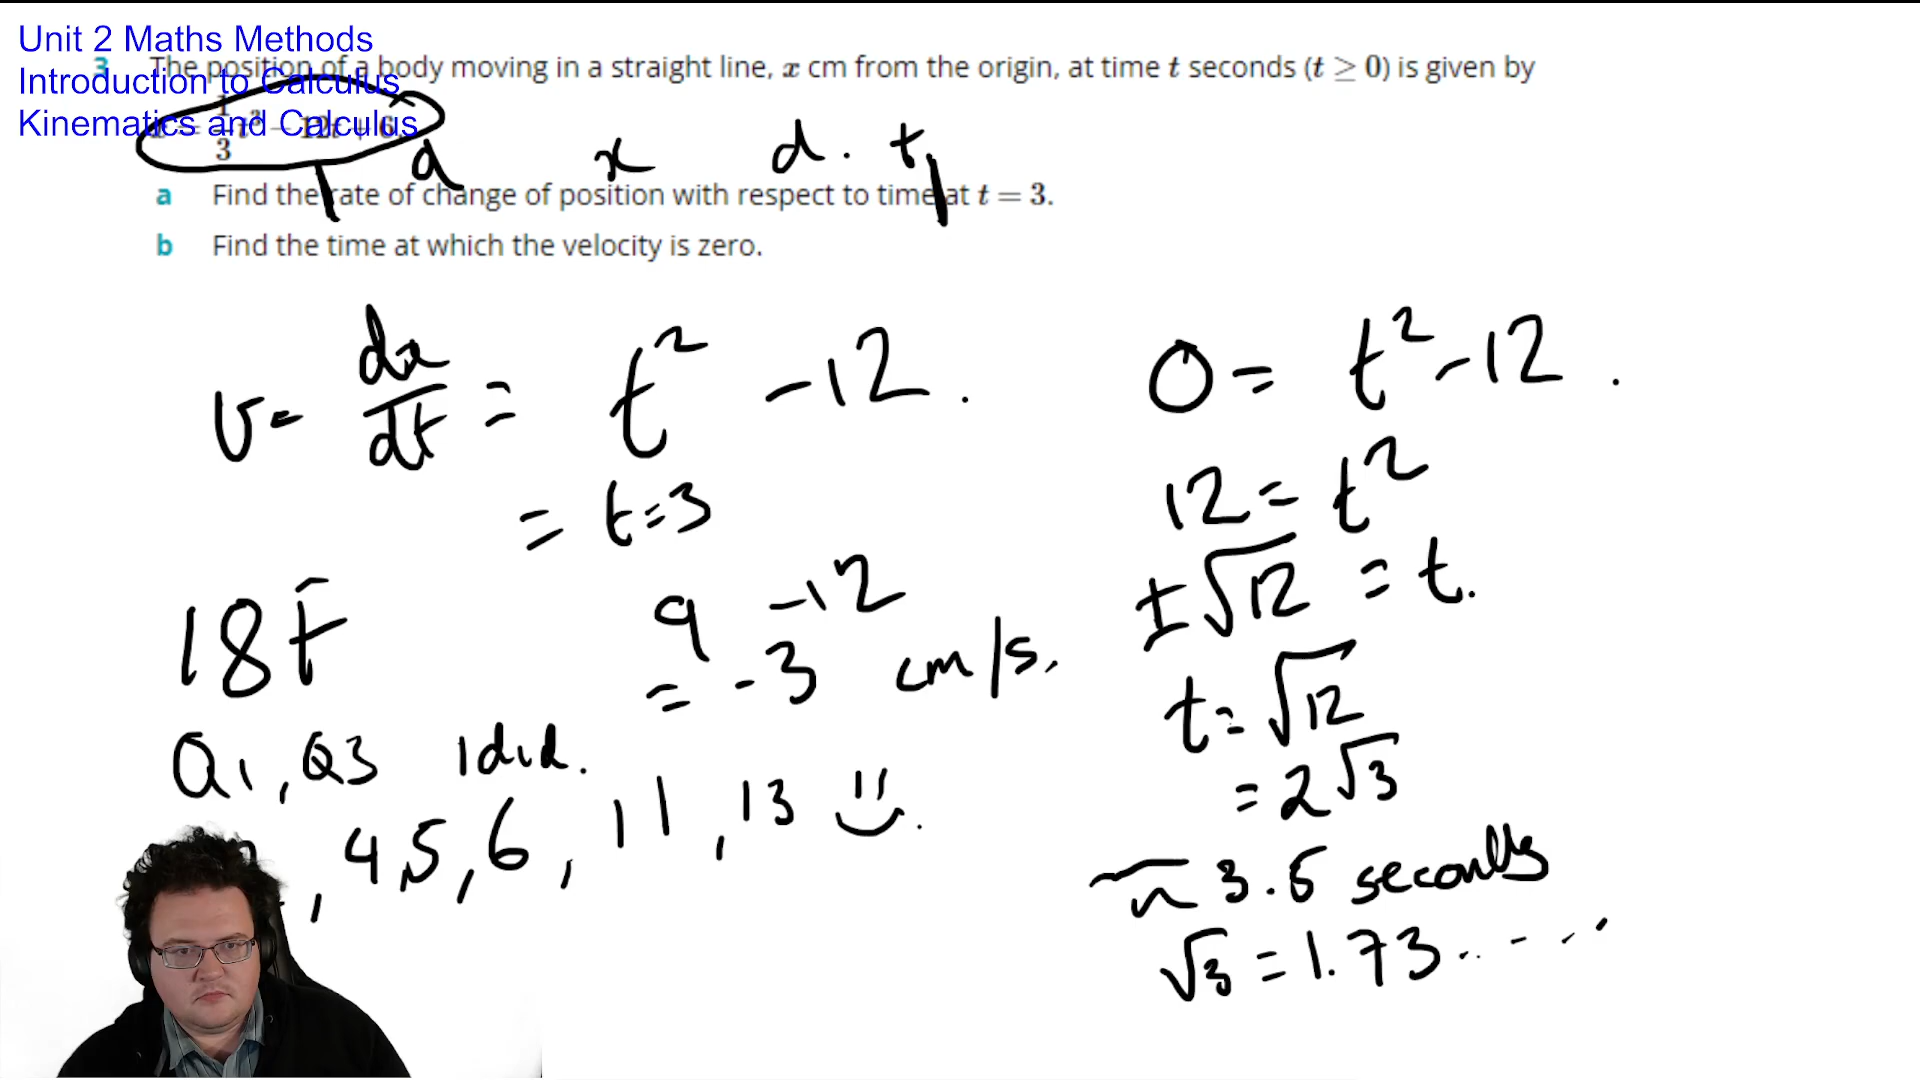 Unit 2 Maths Methods
3 The position of a body moving in a straight line, x cm from the origin, at time t seconds (t ≥ 0) is given by
Introduction to Calculus
Kinematics and Calculus
d x d . t
a Find the rate of change of position with respect to time at t = 3.
b Find the time at which the velocity is zero.
v = dx/dt = t² - 12 .
= t=3
9 - 12
= -3 cm/s.
18F
Q1, Q3 I did.
, 4, 5, 6, 11, 13
0 = t² - 12 .
12 = t²
± √12 = t.
t = √12
= 2√3
≈ 3.5 seconds
√3 = 1.73......